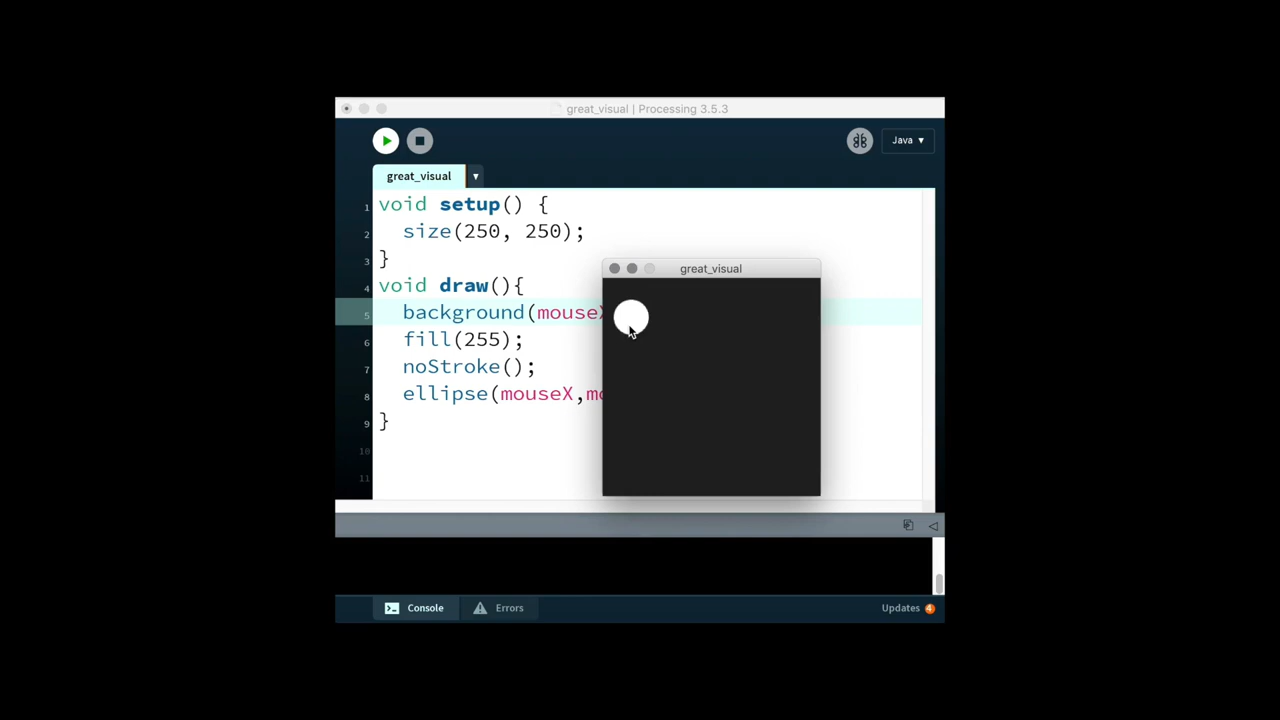 great_visual | Processing 3.5.3
Java ▾
great_visual ▾
1 void setup() {
2 size(250, 250);
3 }
4 void draw(){
5 background(mouseX
6 fill(255);
7 noStroke();
8 ellipse(mouseX,m
9 }
10
11
great_visual
Console
Errors
Updates 4